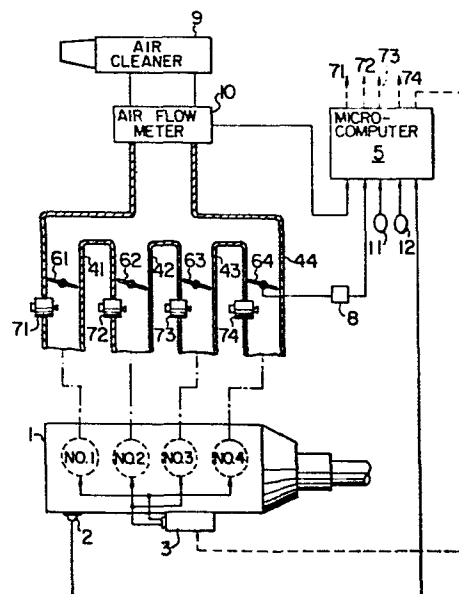 9
AIR
CLEANER
73
71 72 74
10
AIR FLOW
METER
MICRO-
COMPUTER
5
11 12
61 41 62 42 63 43 64 44
71 72 73 74 8
1
NO.1 NO.2 NO.3 NO.4
2 3